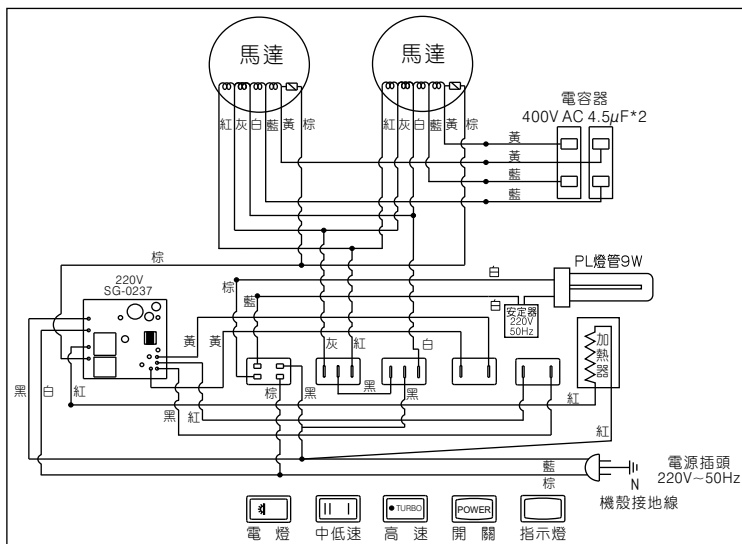 馬達
馬達
電容器
400V AC 4.5μF*2
紅 灰 白 藍 黃 棕
紅 灰 白 藍 黃 棕
黃
黃
藍
藍
棕
白
PL燈管9W
220V
SG-0237
棕
藍
白
安定器
220V
50Hz
黃
黃
灰
紅
白
加熱器
黑
白
紅
黑
紅
棕
黑
黑
黑
紅
紅
藍
棕
N
電源插頭
220V~50Hz
機殼接地線
TURBO
POWER
電 燈
中低速
高 速
開 關
指示燈